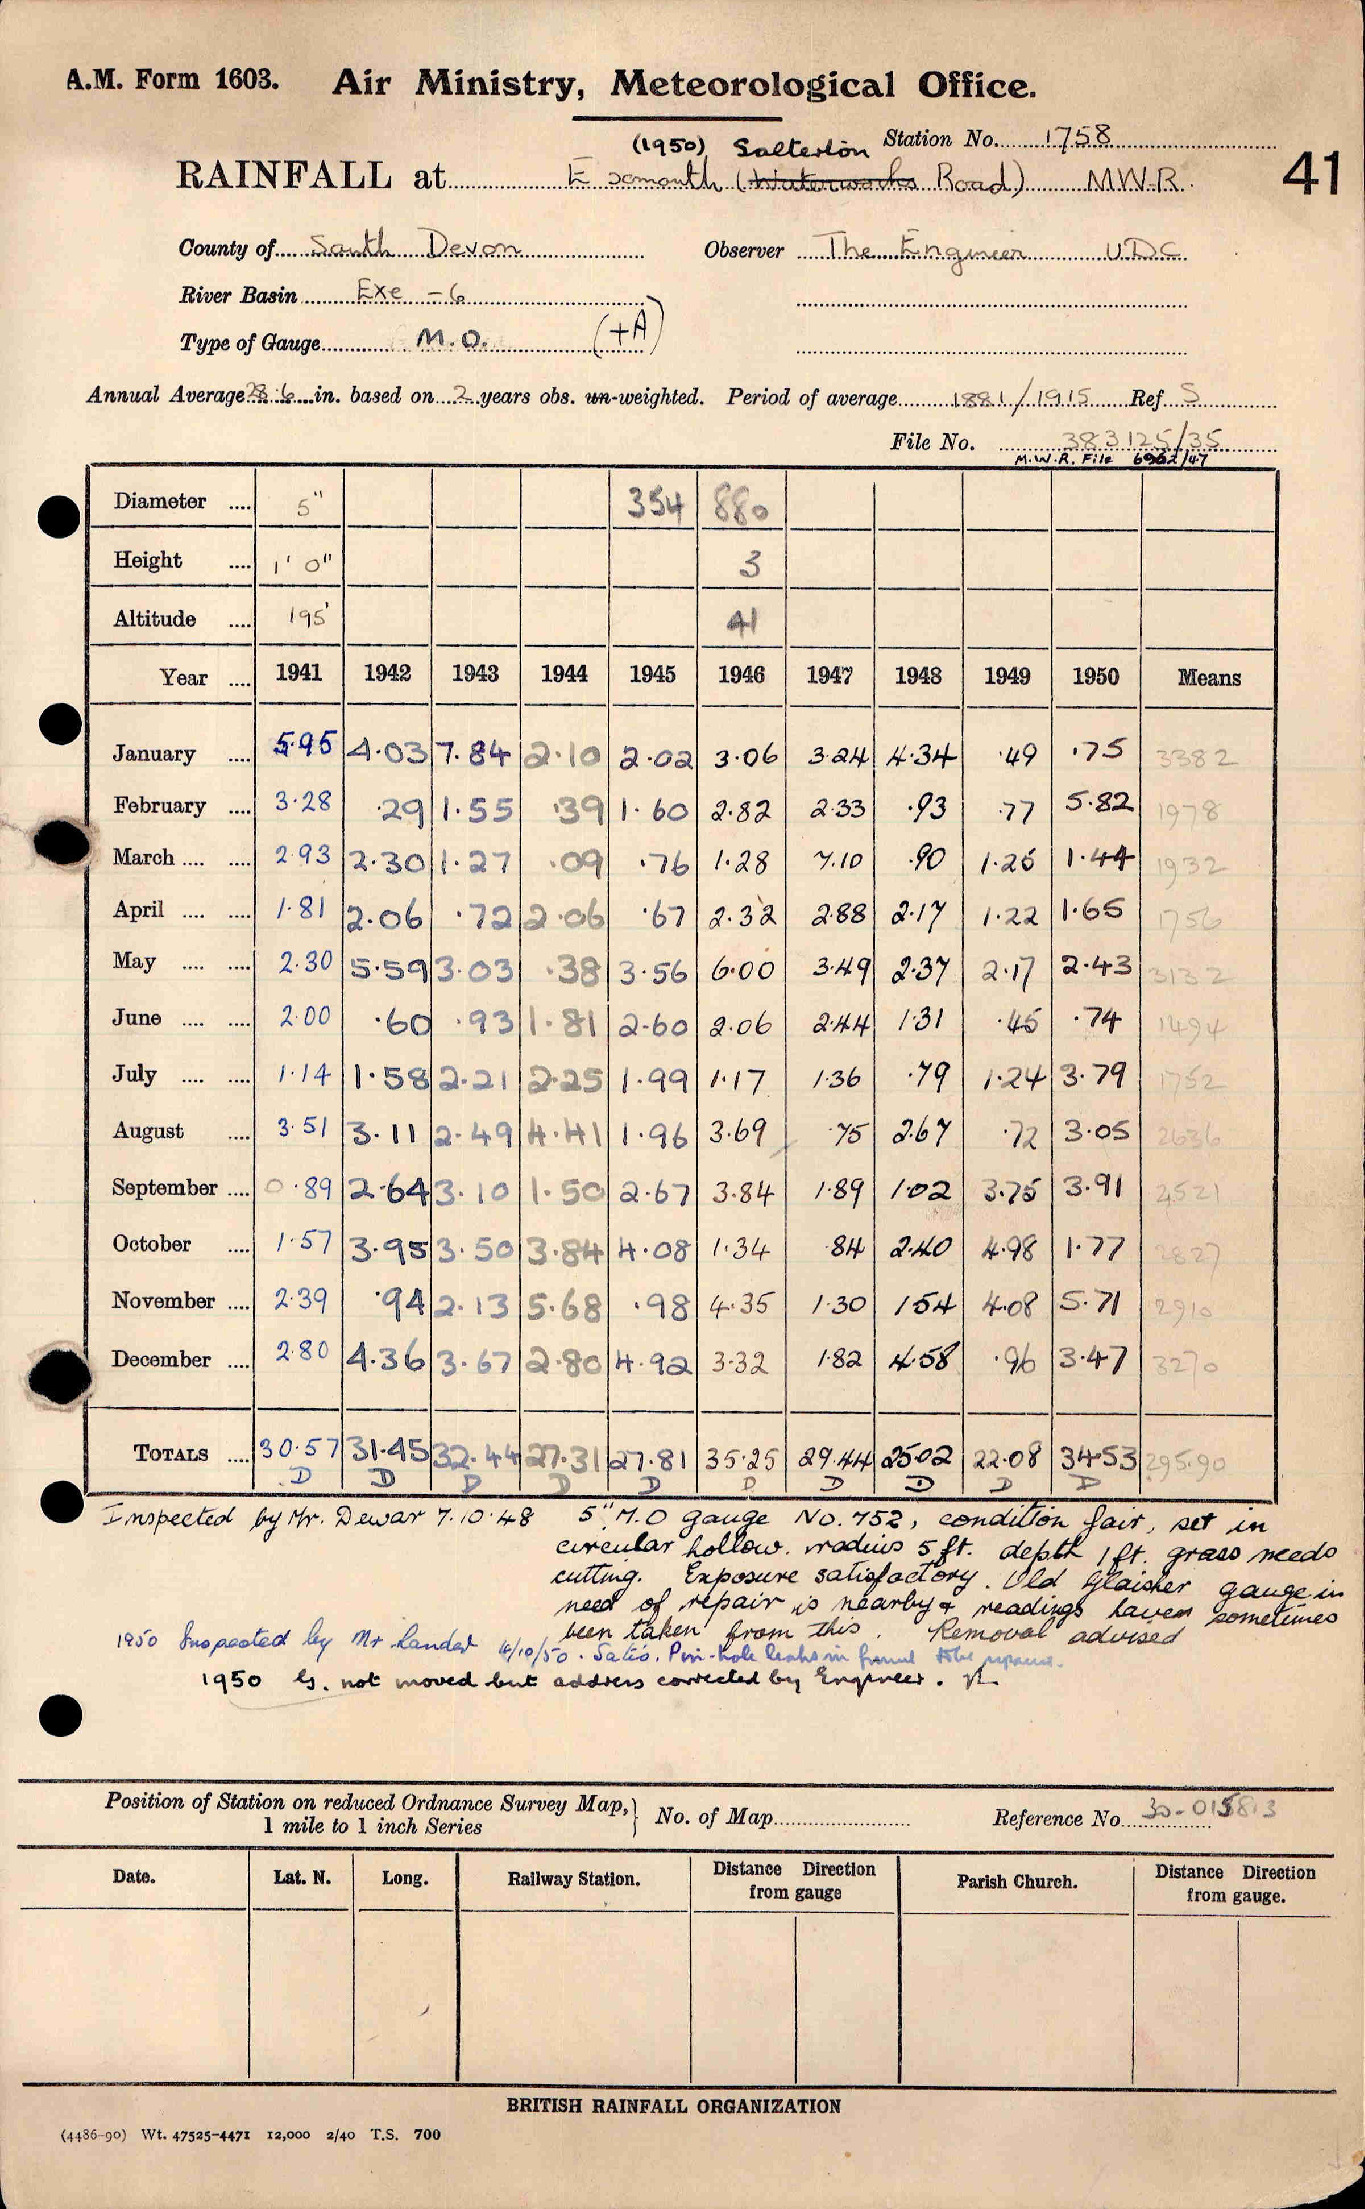 A.M. Form 1603. Air Ministry, Meteorological Office.
(1950) Salterton Station No. 1758
RAINFALL at Exmouth (Waterworks Road) M.W.R. 41
County of South Devon Observer The Engineer UDC
River Basin Exe - 6
Type of Gauge M.O. (+A)
Annual Average 28.6 in. based on 2 years obs. un-weighted. Period of average 1881/1915 Ref. S
File No. 383125/35
M.W.R. File 6962/47
Diameter .... 5" 354 880
Height .... 1' 0" 3
Altitude .... 195' 41
Year .... 1941 1942 1943 1944 1945 1946 1947 1948 1949 1950 Means
January .... 5.95 4.03 7.84 2.10 2.02 3.06 3.24 4.34 .49 .75 3382
February .... 3.28 .29 1.55 .39 1.60 2.82 2.33 .93 .77 5.82 1978
March .... .... 2.93 2.30 1.27 .09 .76 1.28 7.10 .90 1.25 1.44 1932
April .... .... 1.81 2.06 .72 2.06 .67 2.32 2.88 2.17 1.22 1.65 1756
May .... .... 2.30 5.59 3.03 .38 3.56 6.00 3.49 2.37 2.17 2.43 3132
June .... .... 2.00 .60 .93 1.81 2.60 2.06 2.44 1.31 .45 .74 1494
July .... .... 1.14 1.58 2.21 2.25 1.99 1.17 1.36 .79 1.24 3.79 1752
August .... 3.51 3.11 2.49 4.41 1.96 3.69 .75 2.67 .72 3.05 2636
September .... 0.89 2.64 3.10 1.50 2.67 3.84 1.89 1.02 3.75 3.91 2521
October .... 1.57 3.95 3.50 3.84 4.08 1.34 .84 2.40 4.98 1.77 2827
November .... 2.39 .94 2.13 5.68 .98 4.35 1.30 1.54 4.08 5.71 2910
December .... 2.80 4.36 3.67 2.80 4.92 3.32 1.82 4.58 .96 3.47 3270
TOTALS .... 30.57 31.45 32.44 27.31 27.81 35.25 29.44 25.02 22.08 34.53 295.90
D D D D D D D D D D
Inspected by Mr. Dewar 7.10.48 5" M.O gauge No. 752, condition fair, set in
circular hollow. radius 5 ft. depth 1 ft. grass needs
cutting. Exposure satisfactory. Old Glaisher gauge in
need of repair is nearby & readings have sometimes
been taken from this. Removal advised
1950 Inspected by Mr 4/10/50. Satis. Pin-hole leaks in funnel to be
1950 G. not moved but address corrected by Engineer.
Position of Station on reduced Ordnance Survey Map, } No. of Map. Reference No. 30-015813
1 mile to 1 inch Series
Date. Lat. N. Long. Railway Station. Distance Direction Parish Church. Distance Direction
from gauge from gauge.
BRITISH RAINFALL ORGANIZATION
(4486-90) Wt. 47525-4471 12,000 2/40 T.S. 700